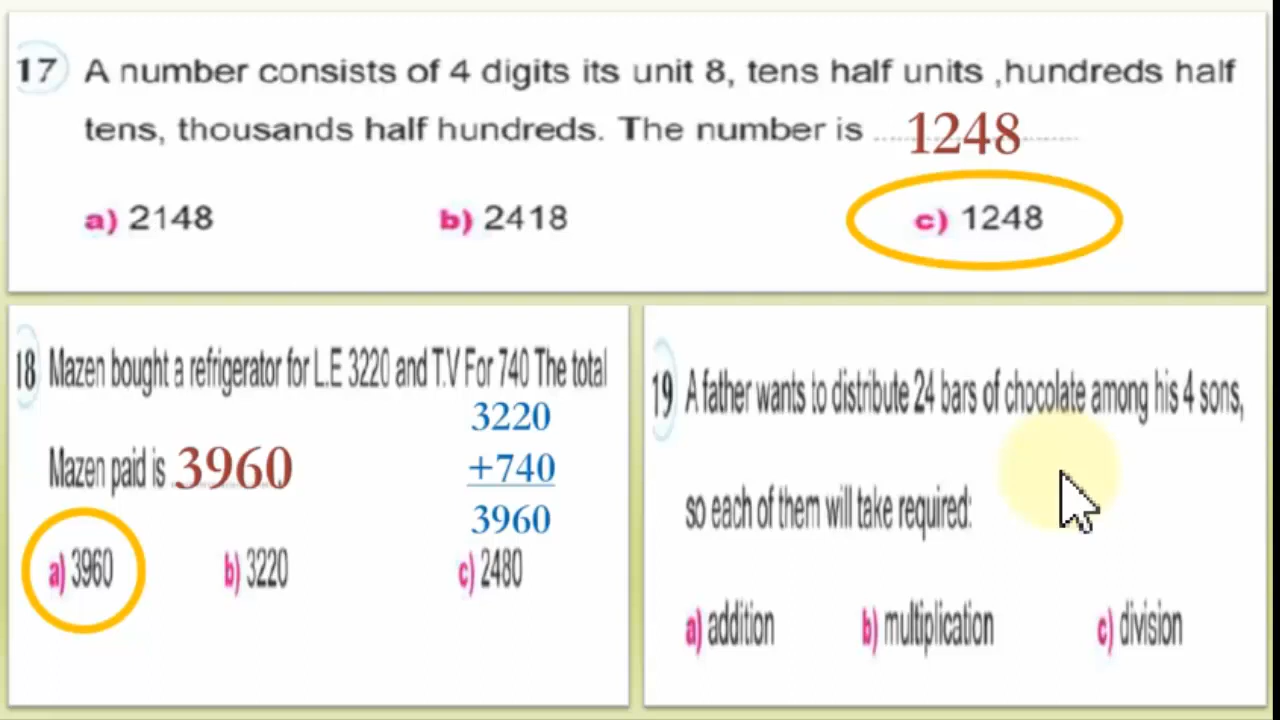 17 A number consists of 4 digits its unit 8, tens half units ,hundreds half
tens, thousands half hundreds. The number is 1248
a) 2148 b) 2418 c) 1248
18 Mazen bought a refrigerator for L.E 3220 and T.V For 740 The total
3220
Mazen paid is 3960 +740
3960
a) 3960 b) 3220 c) 2480
19 A father wants to distribute 24 bars of chocolate among his 4 sons,
so each of them will take required:
a) addition b) multiplication c) division